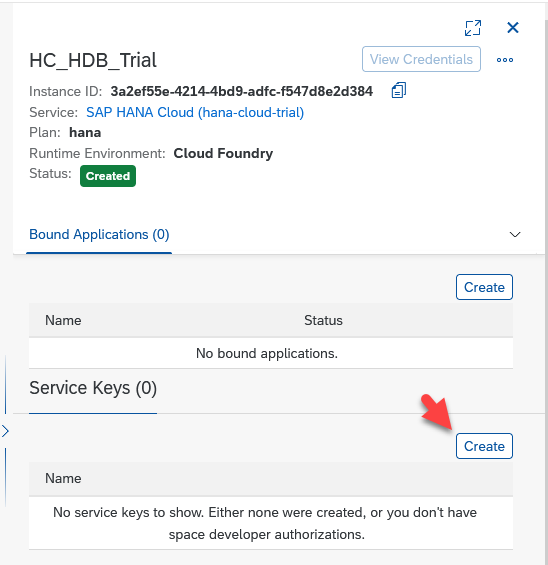 HC_HDB_Trial
View Credentials
Instance ID: 3a2ef55e-4214-4bd9-adfc-f547d8e2d384
Service: SAP HANA Cloud (hana-cloud-trial)
Plan: hana
Runtime Environment: Cloud Foundry
Status: Created
Bound Applications (0)
Create
Name Status
No bound applications.
Service Keys (0)
Create
Name
No service keys to show. Either none were created, or you don't have
space developer authorizations.